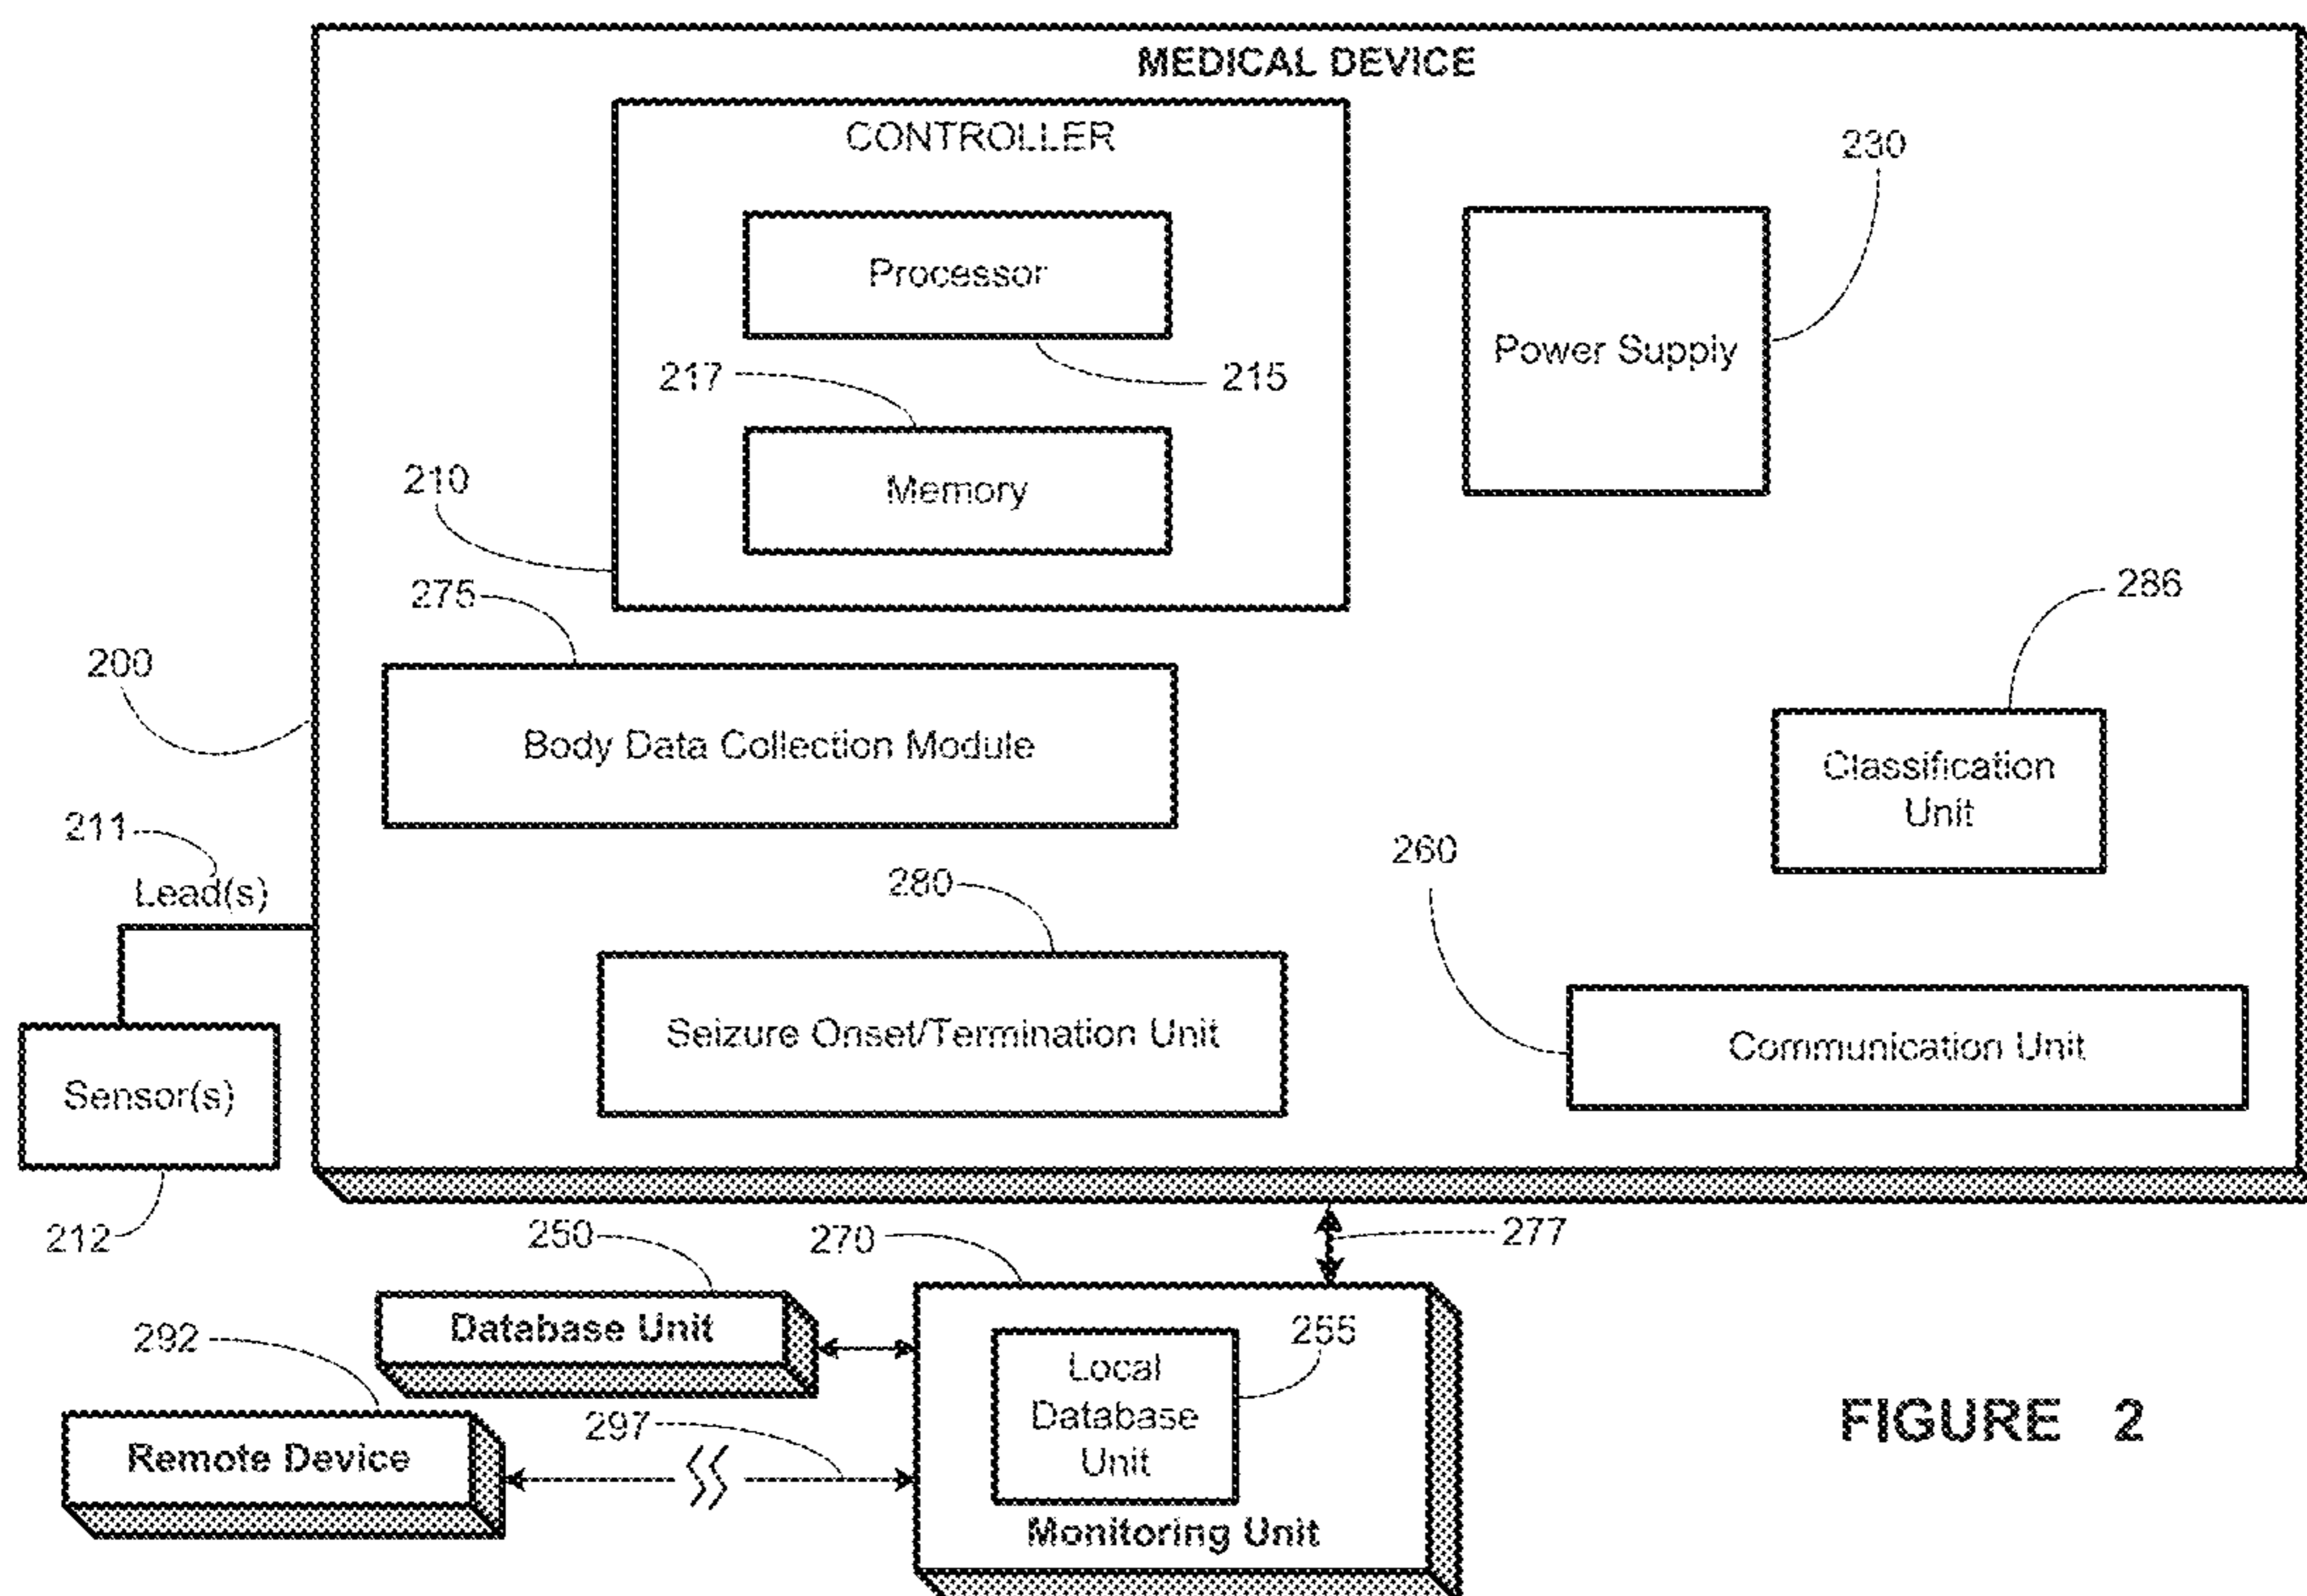 MEDICAL DEVICE
CONTROLLER
230
Processor
Power Supply
217
215
210
Memory
275
286
200
Body Data Collection Module
Classification
Unit
211
Lead(s)
280
260
Seizure Onset/Termination Unit
Communication Unit
Sensor(s)
212
250
270
277
Database Unit
292
255
Local
Database
Unit
297
Remote Device
Monitoring Unit
FIGURE 2